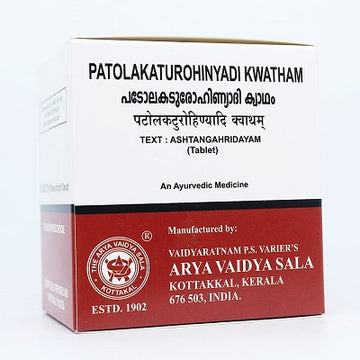 PATOLAKATUROHINYADI KWATHAM
പടോലകടുരോഹിണ്യാദി ക്വാഥം
पटोलकटुरोहिण्यादि क्वाथम्
TEXT : ASHTANGAHRIDAYAM
(Tablet)
An Ayurvedic Medicine
Manufactured by:
VAIDYARATNAM P.S. VARIER'S
ARYA VAIDYA SALA
KOTTAKKAL, KERALA
676 503, INDIA.
®
THE ARYA VAIDYA SALA
KOTTAKAL
ESTD. 1902